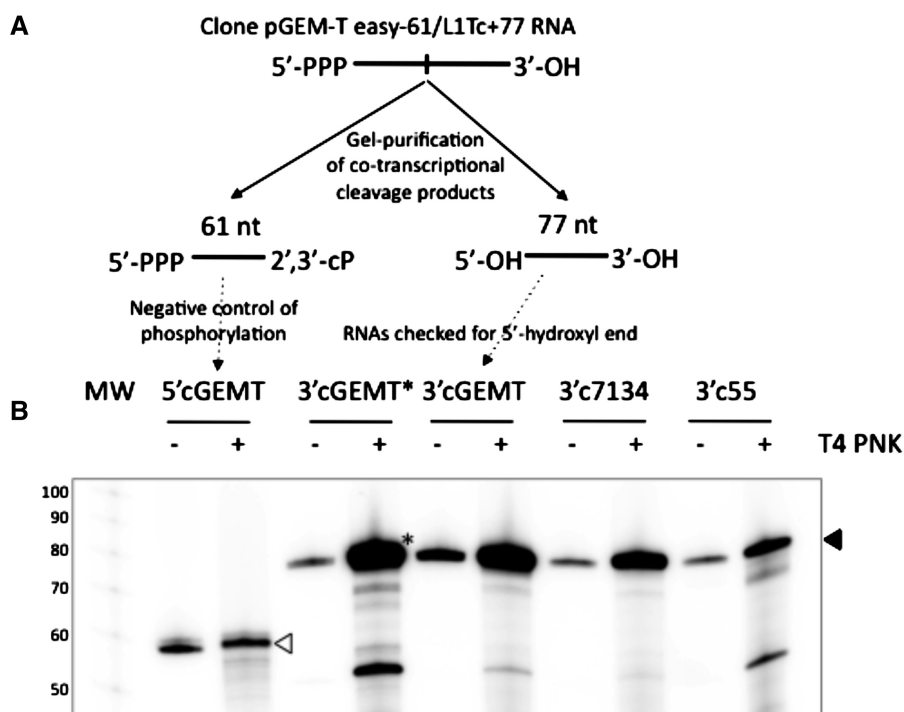 A
Clone pGEM-T easy-61/L1Tc+77 RNA
5’-PPP 3’-OH
Gel-purification
of co-transcriptional
cleavage products
61 nt 77 nt
5’-PPP 2’,3’-cP 5’-OH 3’-OH
Negative control of
phosphorylation
RNAs checked for 5’-hydroxyl end
B
MW 5’cGEMT 3’cGEMT* 3’cGEMT 3’c7134 3’c55
- + - + - + - + - + T4 PNK
100
90
80 *
70
60
50